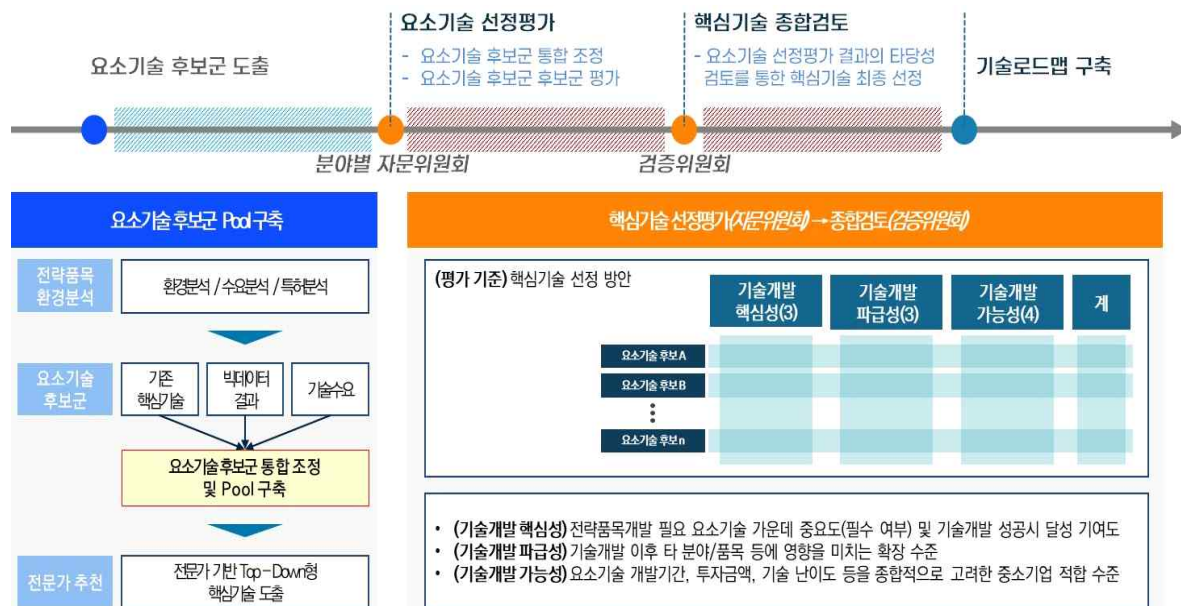 요소기술 후보군 도출
요소기술 선정평가
- 요소기술 후보군 통합 조정
- 요소기술 후보군 후보군 평가
핵심기술 종합검토
- 요소기술 선정평가 결과의 타당성
검토를 통한 핵심기술 최종 선정
기술로드맵 구축
분야별 자문위원회
검증위원회
요소기술 후보군 Pool 구축
전략품목
환경분석
환경분석 / 수요분석 / 특허분석
요소기술
후보군
기존
핵심기술
빅데이터
결과
기술수요
요소기술후보군 통합 조정
및 Pool 구축
전문가 추천
전문가 기반 Top-Down형
핵심기술 도출
핵심기술 선정평가(자문위원회) → 종합검토(검증위원회)
(평가 기준) 핵심기술 선정 방안
기술개발
핵심성(3)
기술개발
파급성(3)
기술개발
가능성(4)
계
요소기술 후보 A
요소기술 후보 B
⋮
요소기술 후보 n
• (기술개발 핵심성) 전략품목개발 필요 요소기술 가운데 중요도(필수 여부) 및 기술개발 성공시 달성 기여도
• (기술개발 파급성) 기술개발 이후 타 분야/품목 등에 영향을 미치는 확장 수준
• (기술개발 가능성) 요소기술 개발기간, 투자금액, 기술 난이도 등을 종합적으로 고려한 중소기업 적합 수준